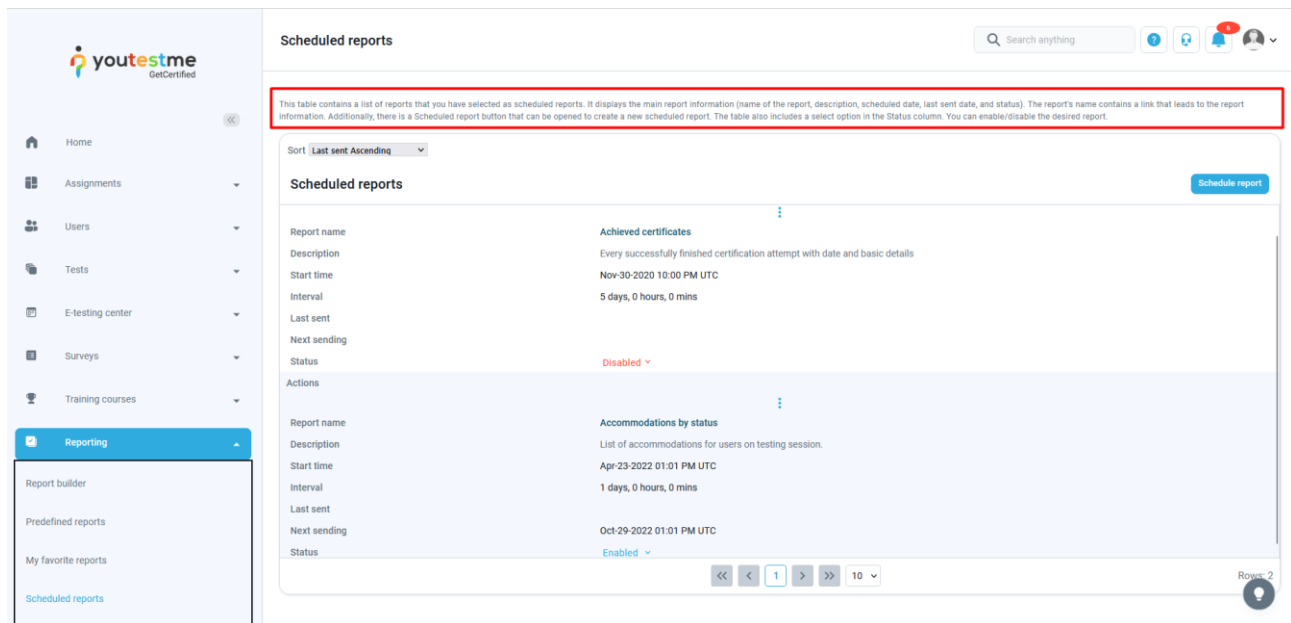 youtestme
GetCertified
Scheduled reports
Search anything
?
6
This table contains a list of reports that you have selected as scheduled reports. It displays the main report information (name of the report, description, scheduled date, last sent date, and status). The report's name contains a link that leads to the report
information. Additionally, there is a Scheduled report button that can be opened to create a new scheduled report. The table also includes a select option in the Status column. You can enable/disable the desired report.
Home
Assignments
Users
Tests
E-testing center
Surveys
Training courses
Reporting
Report builder
Predefined reports
My favorite reports
Scheduled reports
Sort Last sent Ascending
Scheduled reports
Schedule report
Report name Achieved certificates
Description Every successfully finished certification attempt with date and basic details
Start time Nov-30-2020 10:00 PM UTC
Interval 5 days, 0 hours, 0 mins
Last sent
Next sending
Status Disabled
Actions
Report name Accommodations by status
Description List of accommodations for users on testing session.
Start time Apr-23-2022 01:01 PM UTC
Interval 1 days, 0 hours, 0 mins
Last sent
Next sending Oct-29-2022 01:01 PM UTC
Status Enabled
<< < 1 > >> 10
Rows: 2